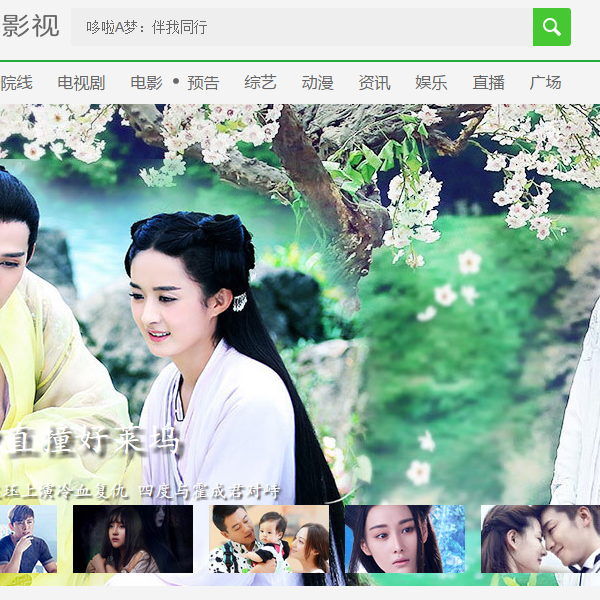 影视
哆啦A梦：伴我同行
院线 电视剧 电影 • 预告 综艺 动漫 资讯 娱乐 直播 广场
直撞好莱坞
珏上演冷血复仇 四度与霍成君对峙